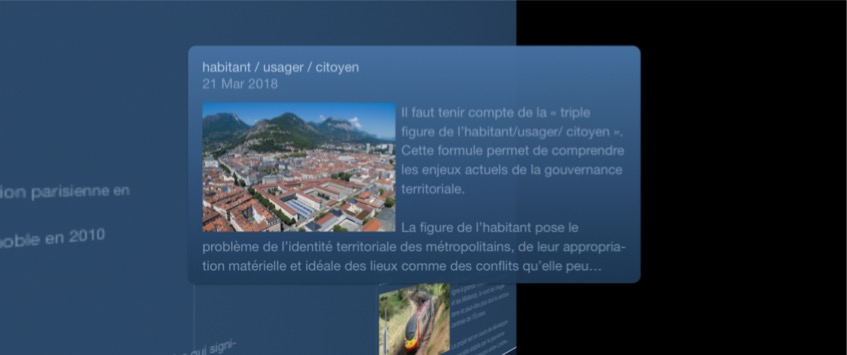 habitant / usager / citoyen
21 Mar 2018
Il faut tenir compte de la « triple
figure de l'habitant/usager/ citoyen ».
Cette formule permet de comprendre
les enjeux actuels de la gouvernance
territoriale.
La figure de l'habitant pose le
problème de l'identité territoriale des métropolitains, de leur appropria-
tion matérielle et idéale des lieux comme des conflits qu'elle peu…
ion parisienne en
oble en 2010
qui signi-